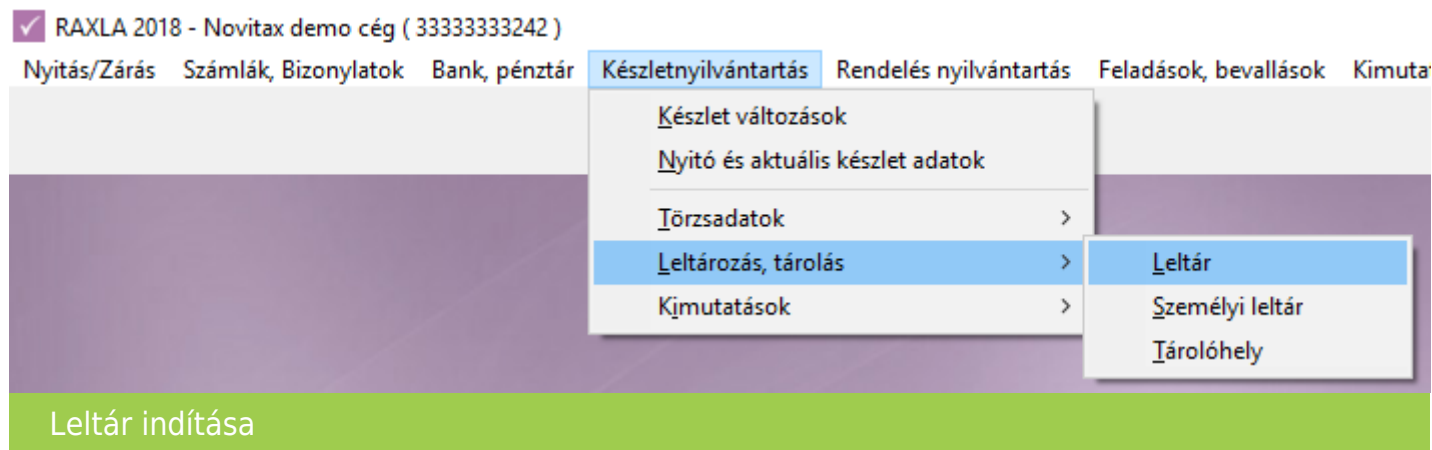 RAXLA 2018 - Novitax demo cég ( 33333333242 )
Nyitás/Zárás Számlák, Bizonylatok Bank, pénztár Készletnyilvántartás Rendelés nyilvántartás Feladások, bevallások Kimuta
Készlet változások
Nyitó és aktuális készlet adatok
Törzsadatok >
Leltározás, tárolás >
Kimutatások >
Leltár
Személyi leltár
Tárolóhely
Leltár indítása